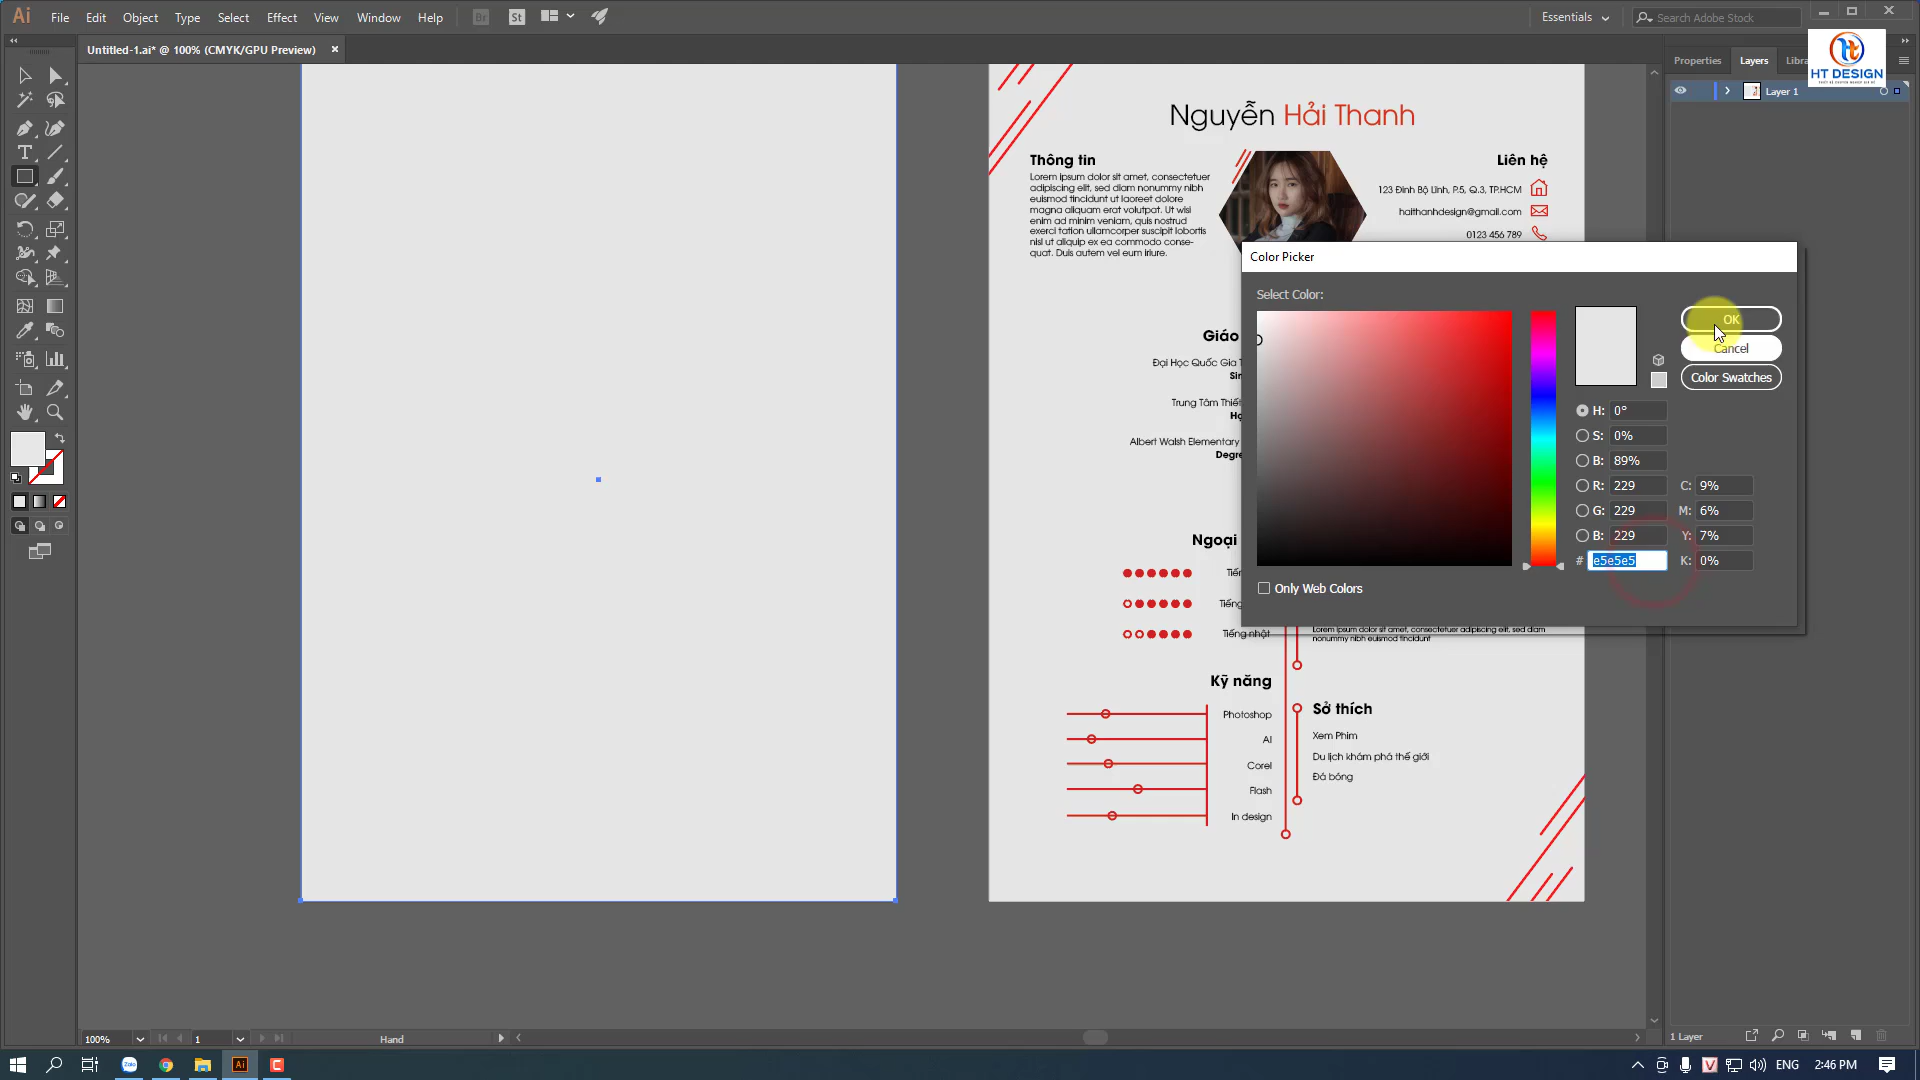 Ai File Edit Object Type Select Effect View Window Help Br St Essentials Search Adobe Stock
Untitled-1.ai* @ 100% (CMYK/GPU Preview) ×
Properties Layers
Ht
HT DESIGN
Layer 1
Nguyễn Hải Thanh
Thông tin
Lorem ipsum dolor sit amet, consectetuer
adipiscing elit, sed diam nonummy nibh
euismod tincidunt ut laoreet dolore
magna aliquam erat volutpat. Ut wisi
enim ad minim veniam, quis nostrud
exerci tation ullamcorper suscipit lobortis
nisl ut aliquip ex ea commodo conse-
quat. Duis autem vel eum iriure.
Liên hệ
123 Đinh Bộ Lĩnh, P.5, Q.3, TP.HCM
haithanhdesign@gmail.com
0123 456 789
Color Picker
Select Color:
OK
Cancel
Color Swatches
H: 0°
S: 0%
B: 89%
R: 229 C: 9%
G: 229 M: 6%
B: 229 Y: 7%
# e5e5e5 K: 0%
Only Web Colors
Giáo
Đại Học Quốc Gia
Trung Tâm Thiết
Albert Walsh Elementary
Degre
Ngoại
Tiếng nhật
Lorem ipsum dolor sit amet, consectetuer adipiscing elit, sed diam
nonummy nibh euismod tincidunt
Kỹ năng
Photoshop
AI
Corel
Flash
In design
Sở thích
Xem Phim
Du lịch khám phá thế giới
Đá bóng
100% 1 Hand
1 Layer
Zalo Ai C V ENG 2:46 PM